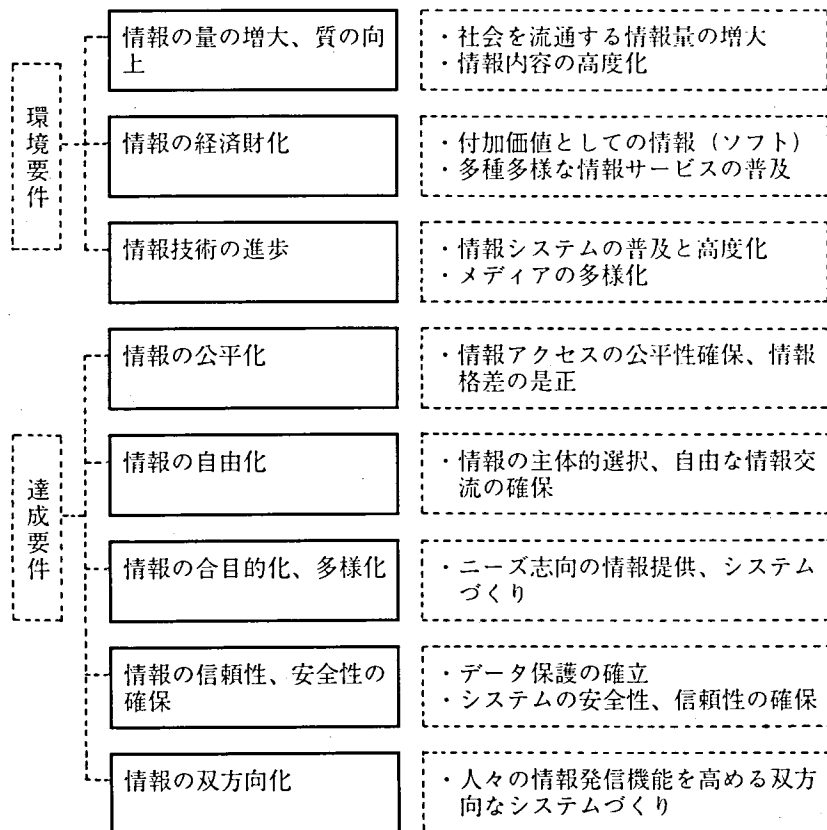 環境要件
情報の量の増大、質の向
上
・社会を流通する情報量の増大
・情報内容の高度化
情報の経済財化
・付加価値としての情報（ソフト）
・多種多様な情報サービスの普及
情報技術の進歩
・情報システムの普及と高度化
・メディアの多様化
達成要件
情報の公平化
・情報アクセスの公平性確保、情報
格差の是正
情報の自由化
・情報の主体的選択、自由な情報交
流の確保
情報の合目的化、多様化
・ニーズ志向の情報提供、システム
づくり
情報の信頼性、安全性の
確保
・データ保護の確立
・システムの安全性、信頼性の確保
情報の双方向化
・人々の情報発信機能を高める双方
向なシステムづくり